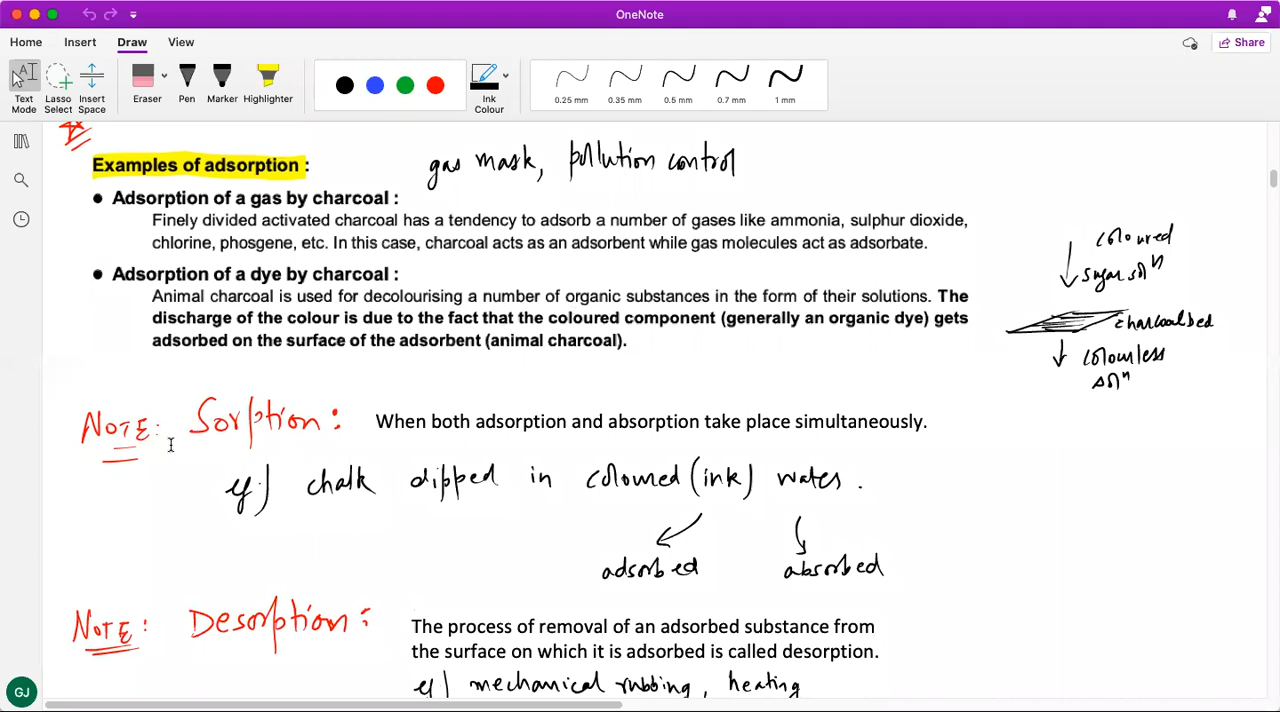 OneNote
Home Insert Draw View
Share
Text Mode
Lasso Select
Insert Space
Eraser
Pen
Marker
Highlighter
Ink Colour
0.25 mm 0.35 mm 0.5 mm 0.7 mm 1 mm
Examples of adsorption :
gas mask, pollution control
● Adsorption of a gas by charcoal :
Finely divided activated charcoal has a tendency to adsorb a number of gases like ammonia, sulphur dioxide,
chlorine, phosgene, etc. In this case, charcoal acts as an adsorbent while gas molecules act as adsorbate.
● Adsorption of a dye by charcoal :
Animal charcoal is used for decolourising a number of organic substances in the form of their solutions. The
discharge of the colour is due to the fact that the coloured component (generally an organic dye) gets
adsorbed on the surface of the adsorbent (animal charcoal).
coloured
sugar solⁿ
charcoal bed
colourless
solⁿ
NOTE: Sorption: When both adsorption and absorption take place simultaneously.
eg) chalk dipped in coloured (ink) water.
adsorbed absorbed
NOTE: Desorption: The process of removal of an adsorbed substance from
the surface on which it is adsorbed is called desorption.
eg) mechanical rubbing, heating
GJ